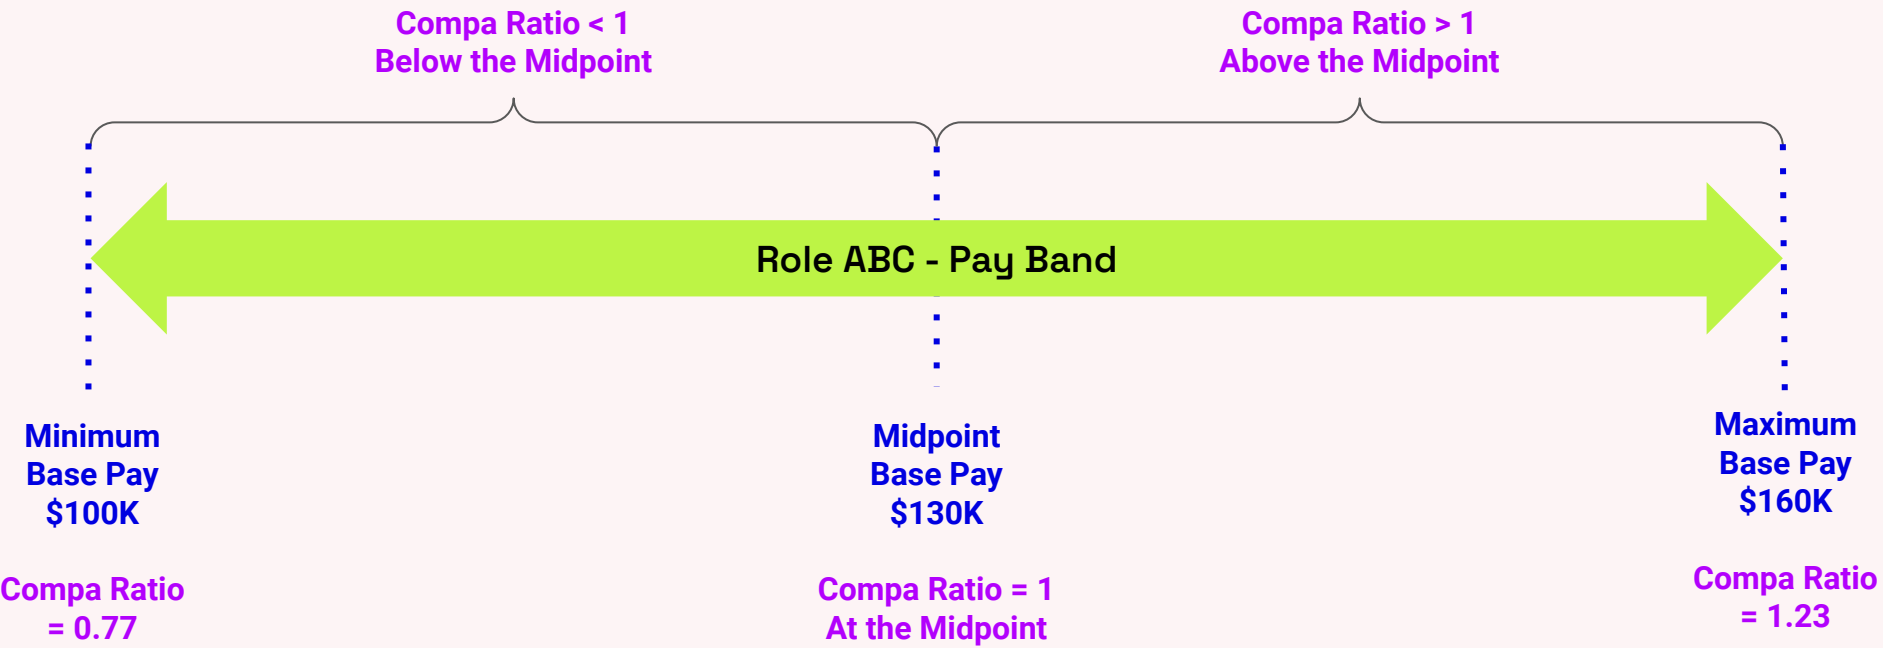 Compa Ratio < 1
Below the Midpoint
Compa Ratio > 1
Above the Midpoint
Role ABC - Pay Band
Minimum
Base Pay
$100K
Midpoint
Base Pay
$130K
Maximum
Base Pay
$160K
Compa Ratio
= 0.77
Compa Ratio = 1
At the Midpoint
Compa Ratio
= 1.23